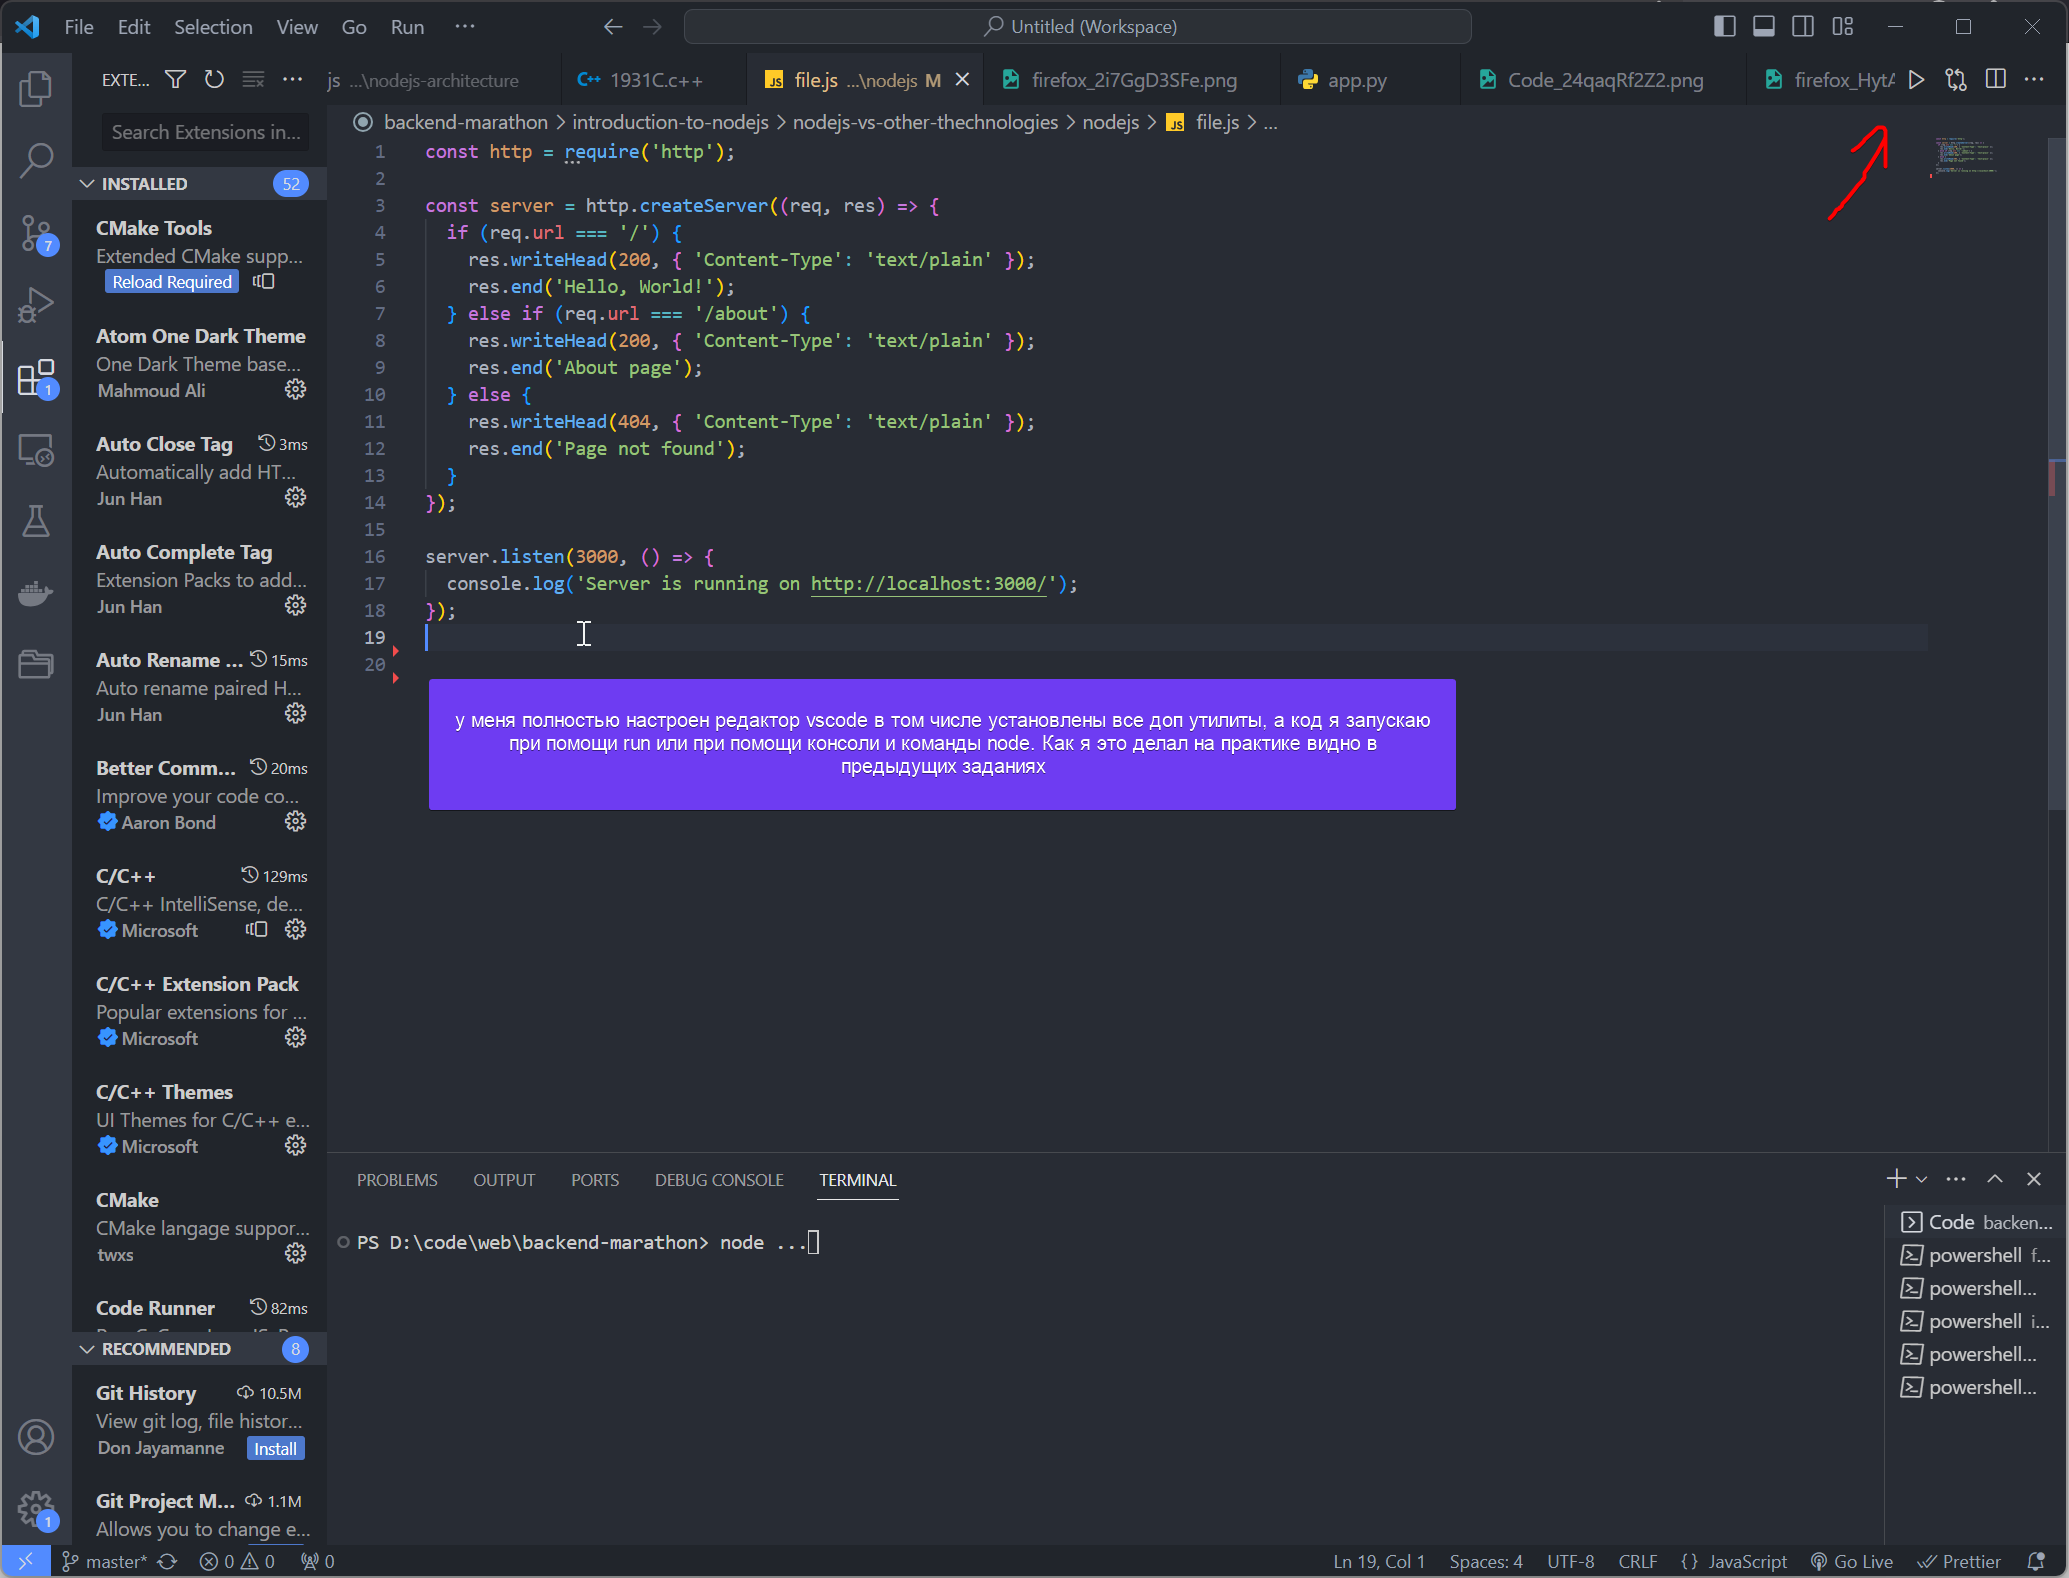 File Edit Selection View Go Run ···
Untitled (Workspace)
EXTE...
js ...\nodejs-architecture
C++ 1931C.c++
JS file.js ...\nodejs M
firefox_2i7GgD3SFe.png
app.py
Code_24qaqRf2Z2.png
firefox_HytA
backend-marathon > introduction-to-nodejs > nodejs-vs-other-thechnologies > nodejs > JS file.js > ...
Search Extensions in...
INSTALLED 52
CMake Tools
Extended CMake supp...
Reload Required
Atom One Dark Theme
One Dark Theme base...
Mahmoud Ali
Auto Close Tag 3ms
Automatically add HT...
Jun Han
Auto Complete Tag
Extension Packs to add...
Jun Han
Auto Rename ... 15ms
Auto rename paired H...
Jun Han
Better Comm... 20ms
Improve your code co...
Aaron Bond
C/C++ 129ms
C/C++ IntelliSense, de...
Microsoft
C/C++ Extension Pack
Popular extensions for ...
Microsoft
C/C++ Themes
UI Themes for C/C++ e...
Microsoft
CMake
CMake langage suppor...
twxs
Code Runner 82ms
RECOMMENDED 8
Git History 10.5M
View git log, file histor...
Don Jayamanne Install
Git Project M... 1.1M
Allows you to change e...
7
1
1
1 const http = require('http');
2
3 const server = http.createServer((req, res) => {
4 if (req.url === '/') {
5 res.writeHead(200, { 'Content-Type': 'text/plain' });
6 res.end('Hello, World!');
7 } else if (req.url === '/about') {
8 res.writeHead(200, { 'Content-Type': 'text/plain' });
9 res.end('About page');
10 } else {
11 res.writeHead(404, { 'Content-Type': 'text/plain' });
12 res.end('Page not found');
13 }
14 });
15
16 server.listen(3000, () => {
17 console.log('Server is running on http://localhost:3000/');
18 });
19
20
у меня полностью настроен редактор vscode в том числе установлены все доп утилиты, а код я запускаю
при помощи run или при помощи консоли и команды node. Как я это делал на практике видно в
предыдущих заданиях
PROBLEMS OUTPUT PORTS DEBUG CONSOLE TERMINAL
PS D:\code\web\backend-marathon> node ...
Code backen...
powershell f...
powershell...
powershell i...
powershell...
powershell...
master* 0 0 0
Ln 19, Col 1 Spaces: 4 UTF-8 CRLF {} JavaScript Go Live Prettier